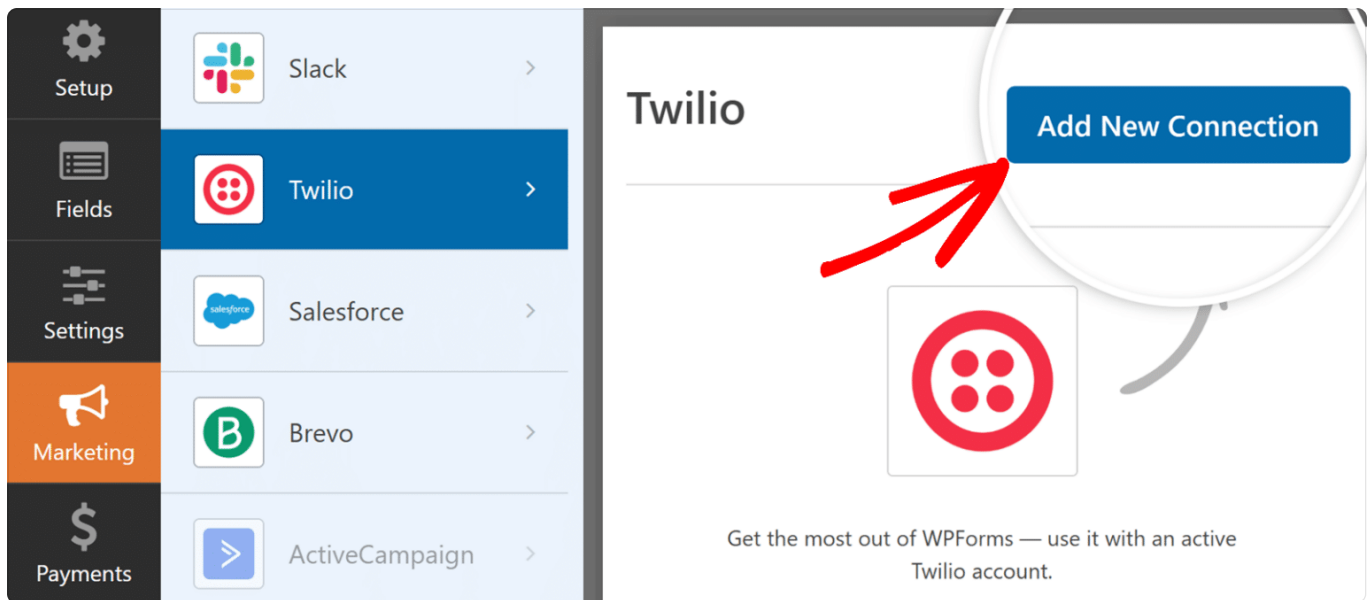 Setup
Fields
Settings
Marketing
Payments
Slack
Twilio
salesforce
Salesforce
B
Brevo
ActiveCampaign
Twilio
Add New Connection
Get the most out of WPForms — use it with an active
Twilio account.